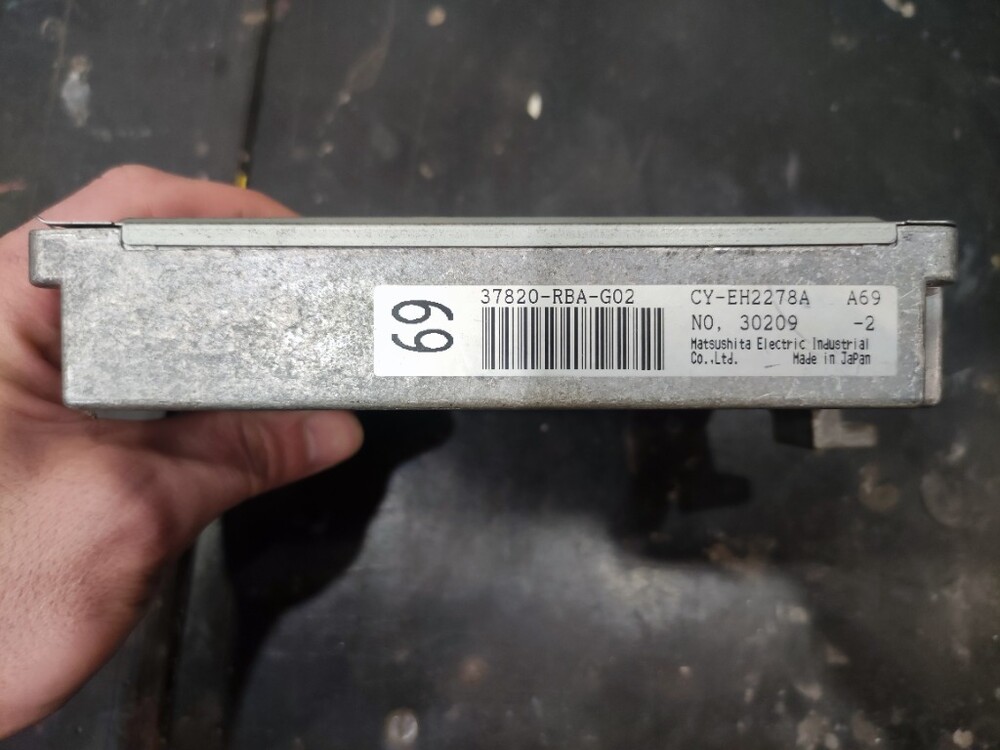 69
37820-RBA-G02 CY-EH2278A A69
NO, 30209 -2
Matsushita Electric Industrial
Co.,Ltd. Made in JaPan